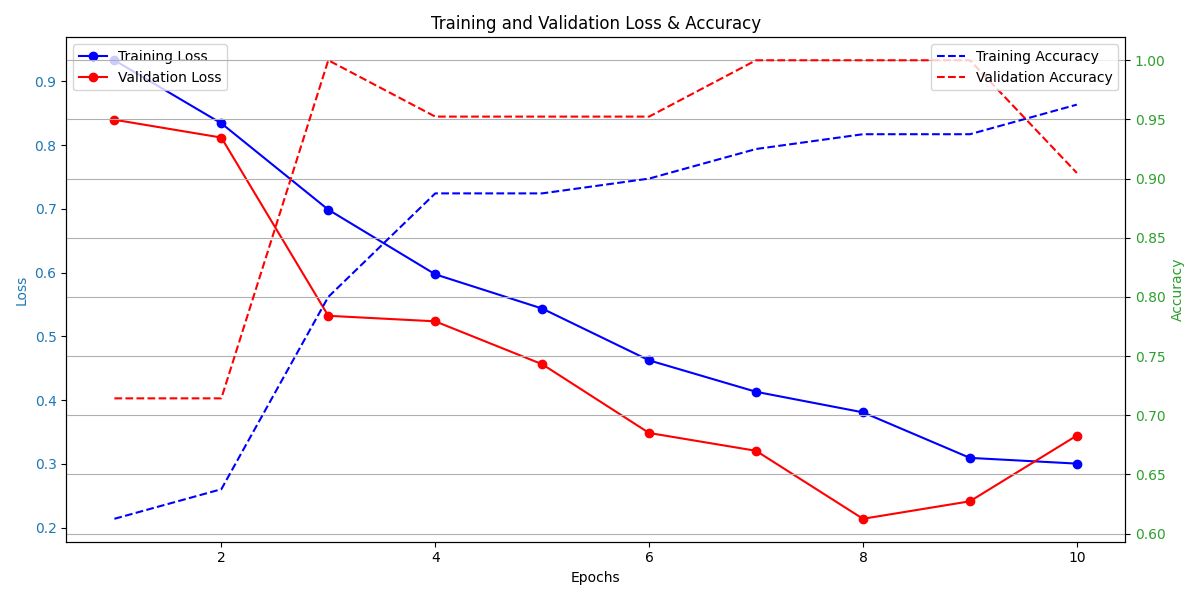 Training and Validation Loss & Accuracy
Training Loss
Validation Loss
Training Accuracy
Validation Accuracy
0.9
0.8
0.7
0.6
0.5
0.4
0.3
0.2
Loss
1.00
0.95
0.90
0.85
0.80
0.75
0.70
0.65
0.60
Accuracy
2 4 6 8 10
Epochs